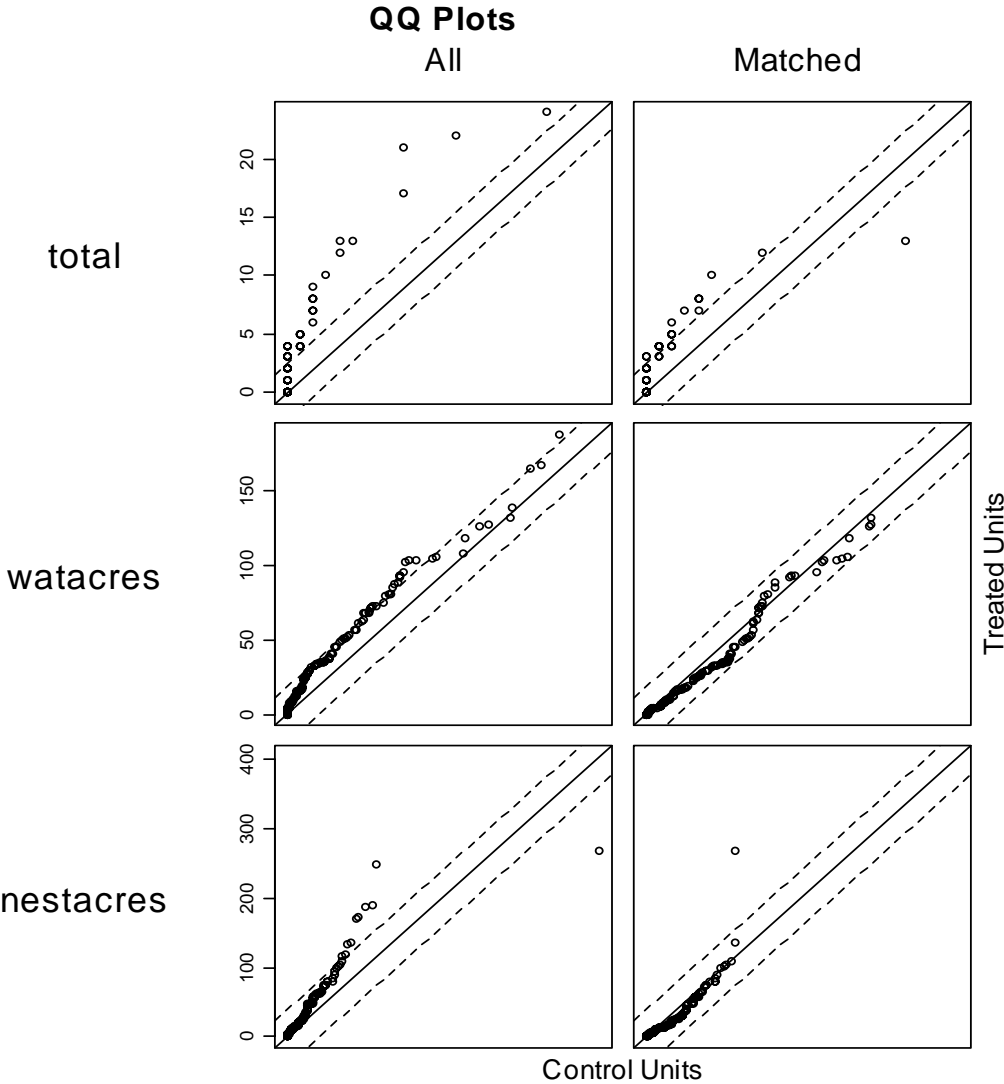 QQ Plots
All
Matched
total
0
5
10
15
20
watacres
0
50
100
150
Treated Units
nestacres
0
100
200
300
400
Control Units